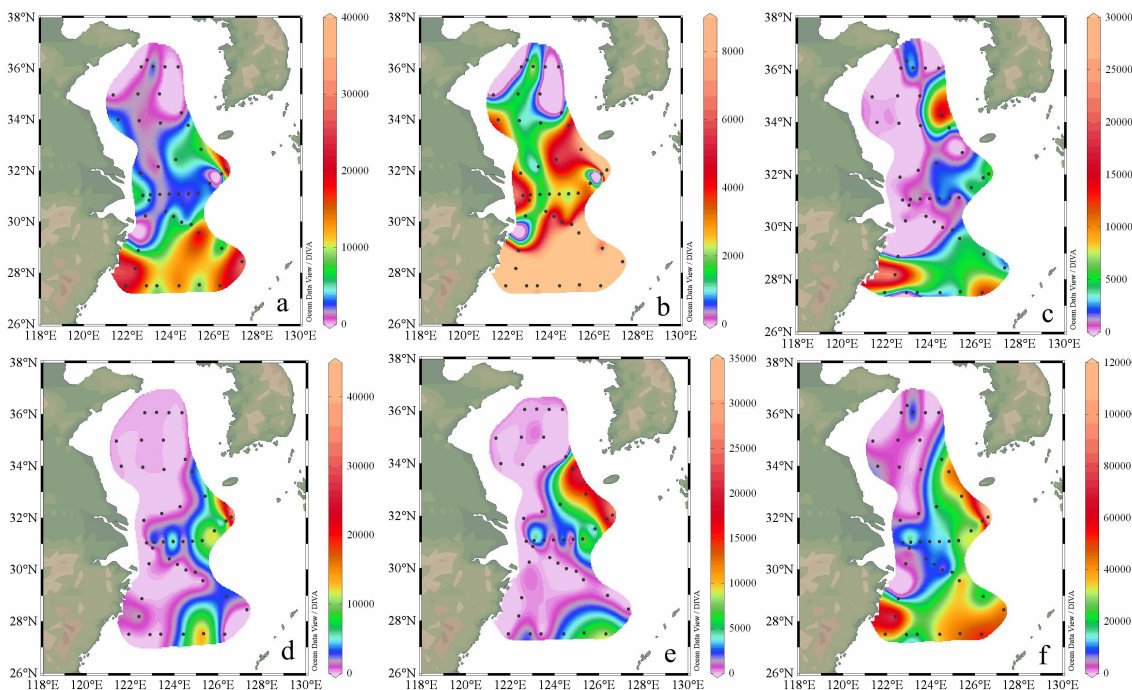 38°N
36°N
34°N
32°N
30°N
28°N
26°N
118°E 120°E 122°E 124°E 126°E 128°E 130°E
40000
30000
20000
10000
0
Ocean Data View / DIVA
a
38°N
36°N
34°N
32°N
30°N
28°N
26°N
118°E 120°E 122°E 124°E 126°E 128°E 130°E
8000
6000
4000
2000
0
Ocean Data View / DIVA
b
38°N
36°N
34°N
32°N
30°N
28°N
26°N
118°E 120°E 122°E 124°E 126°E 128°E 130°E
30000
25000
20000
15000
10000
5000
0
Ocean Data View / DIVA
c
38°N
36°N
34°N
32°N
30°N
28°N
26°N
118°E 120°E 122°E 124°E 126°E 128°E 130°E
40000
30000
20000
10000
0
Ocean Data View / DIVA
d
38°N
36°N
34°N
32°N
30°N
28°N
26°N
118°E 120°E 122°E 124°E 126°E 128°E 130°E
35000
30000
25000
20000
15000
10000
5000
0
Ocean Data View / DIVA
e
38°N
36°N
34°N
32°N
30°N
28°N
26°N
118°E 120°E 122°E 124°E 126°E 128°E 130°E
120000
100000
80000
60000
40000
20000
0
Ocean Data View / DIVA
f